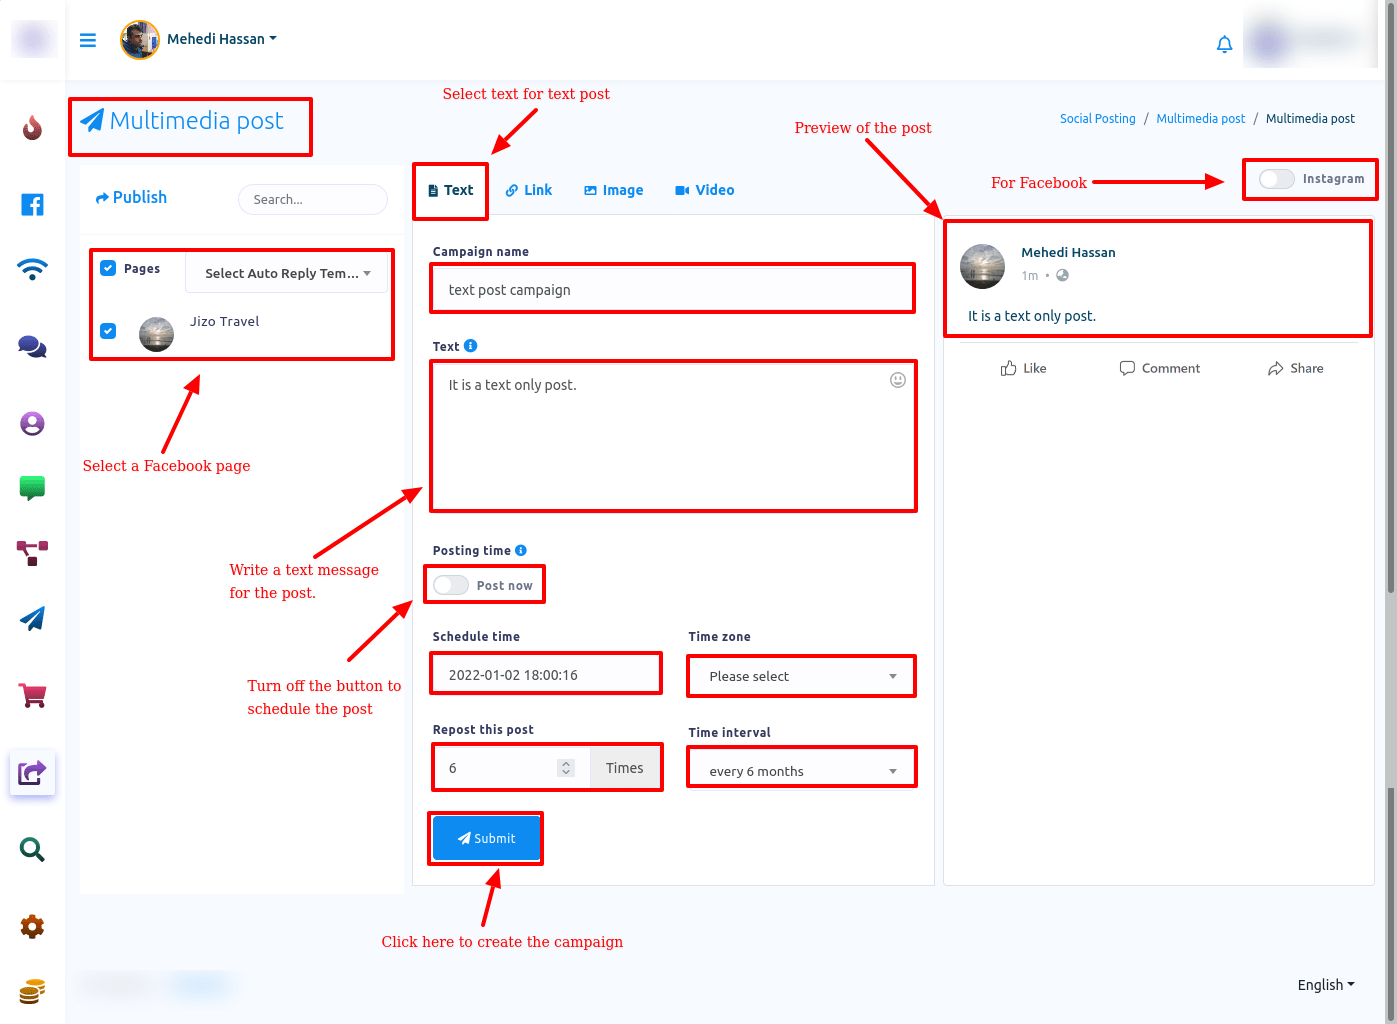 Mehedi Hassan
Select text for text post
Multimedia post
Preview of the post
Social Posting / Multimedia post / Multimedia post
For Facebook
Instagram
Publish
Search...
Text
Link
Image
Video
Pages
Select Auto Reply Tem...
Jizo Travel
Select a Facebook page
Campaign name
text post campaign
Text
It is a text only post.
Write a text message
for the post.
Posting time
Post now
Turn off the button to
schedule the post
Schedule time
2022-01-02 18:00:16
Time zone
Please select
Repost this post
6
Times
Time interval
every 6 months
Submit
Click here to create the campaign
Mehedi Hassan
1m
It is a text only post.
Like
Comment
Share
English